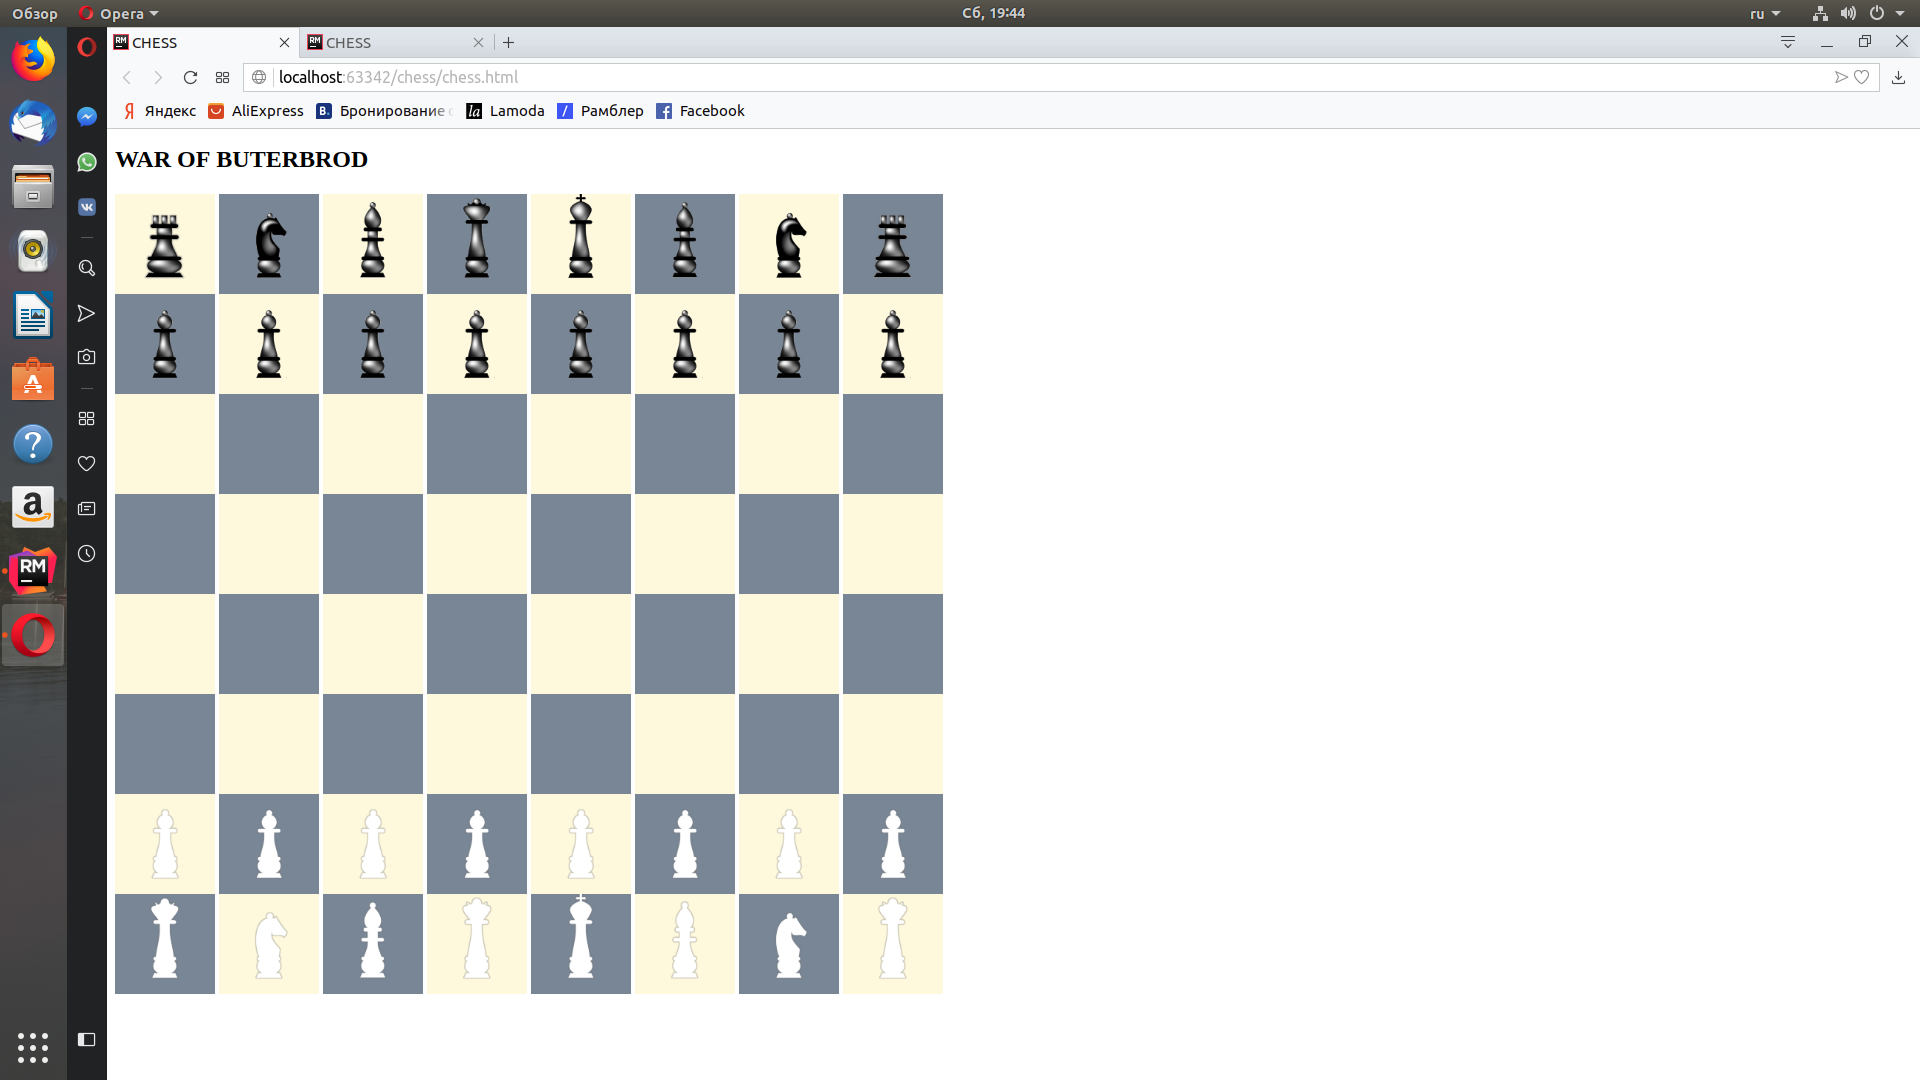 Обзор Opera Сб, 19:44 ru
CHESS CHESS
localhost:63342/chess/chess.html
Яндекс AliExpress Бронирование Lamoda Рамблер Facebook
WAR OF BUTERBROD